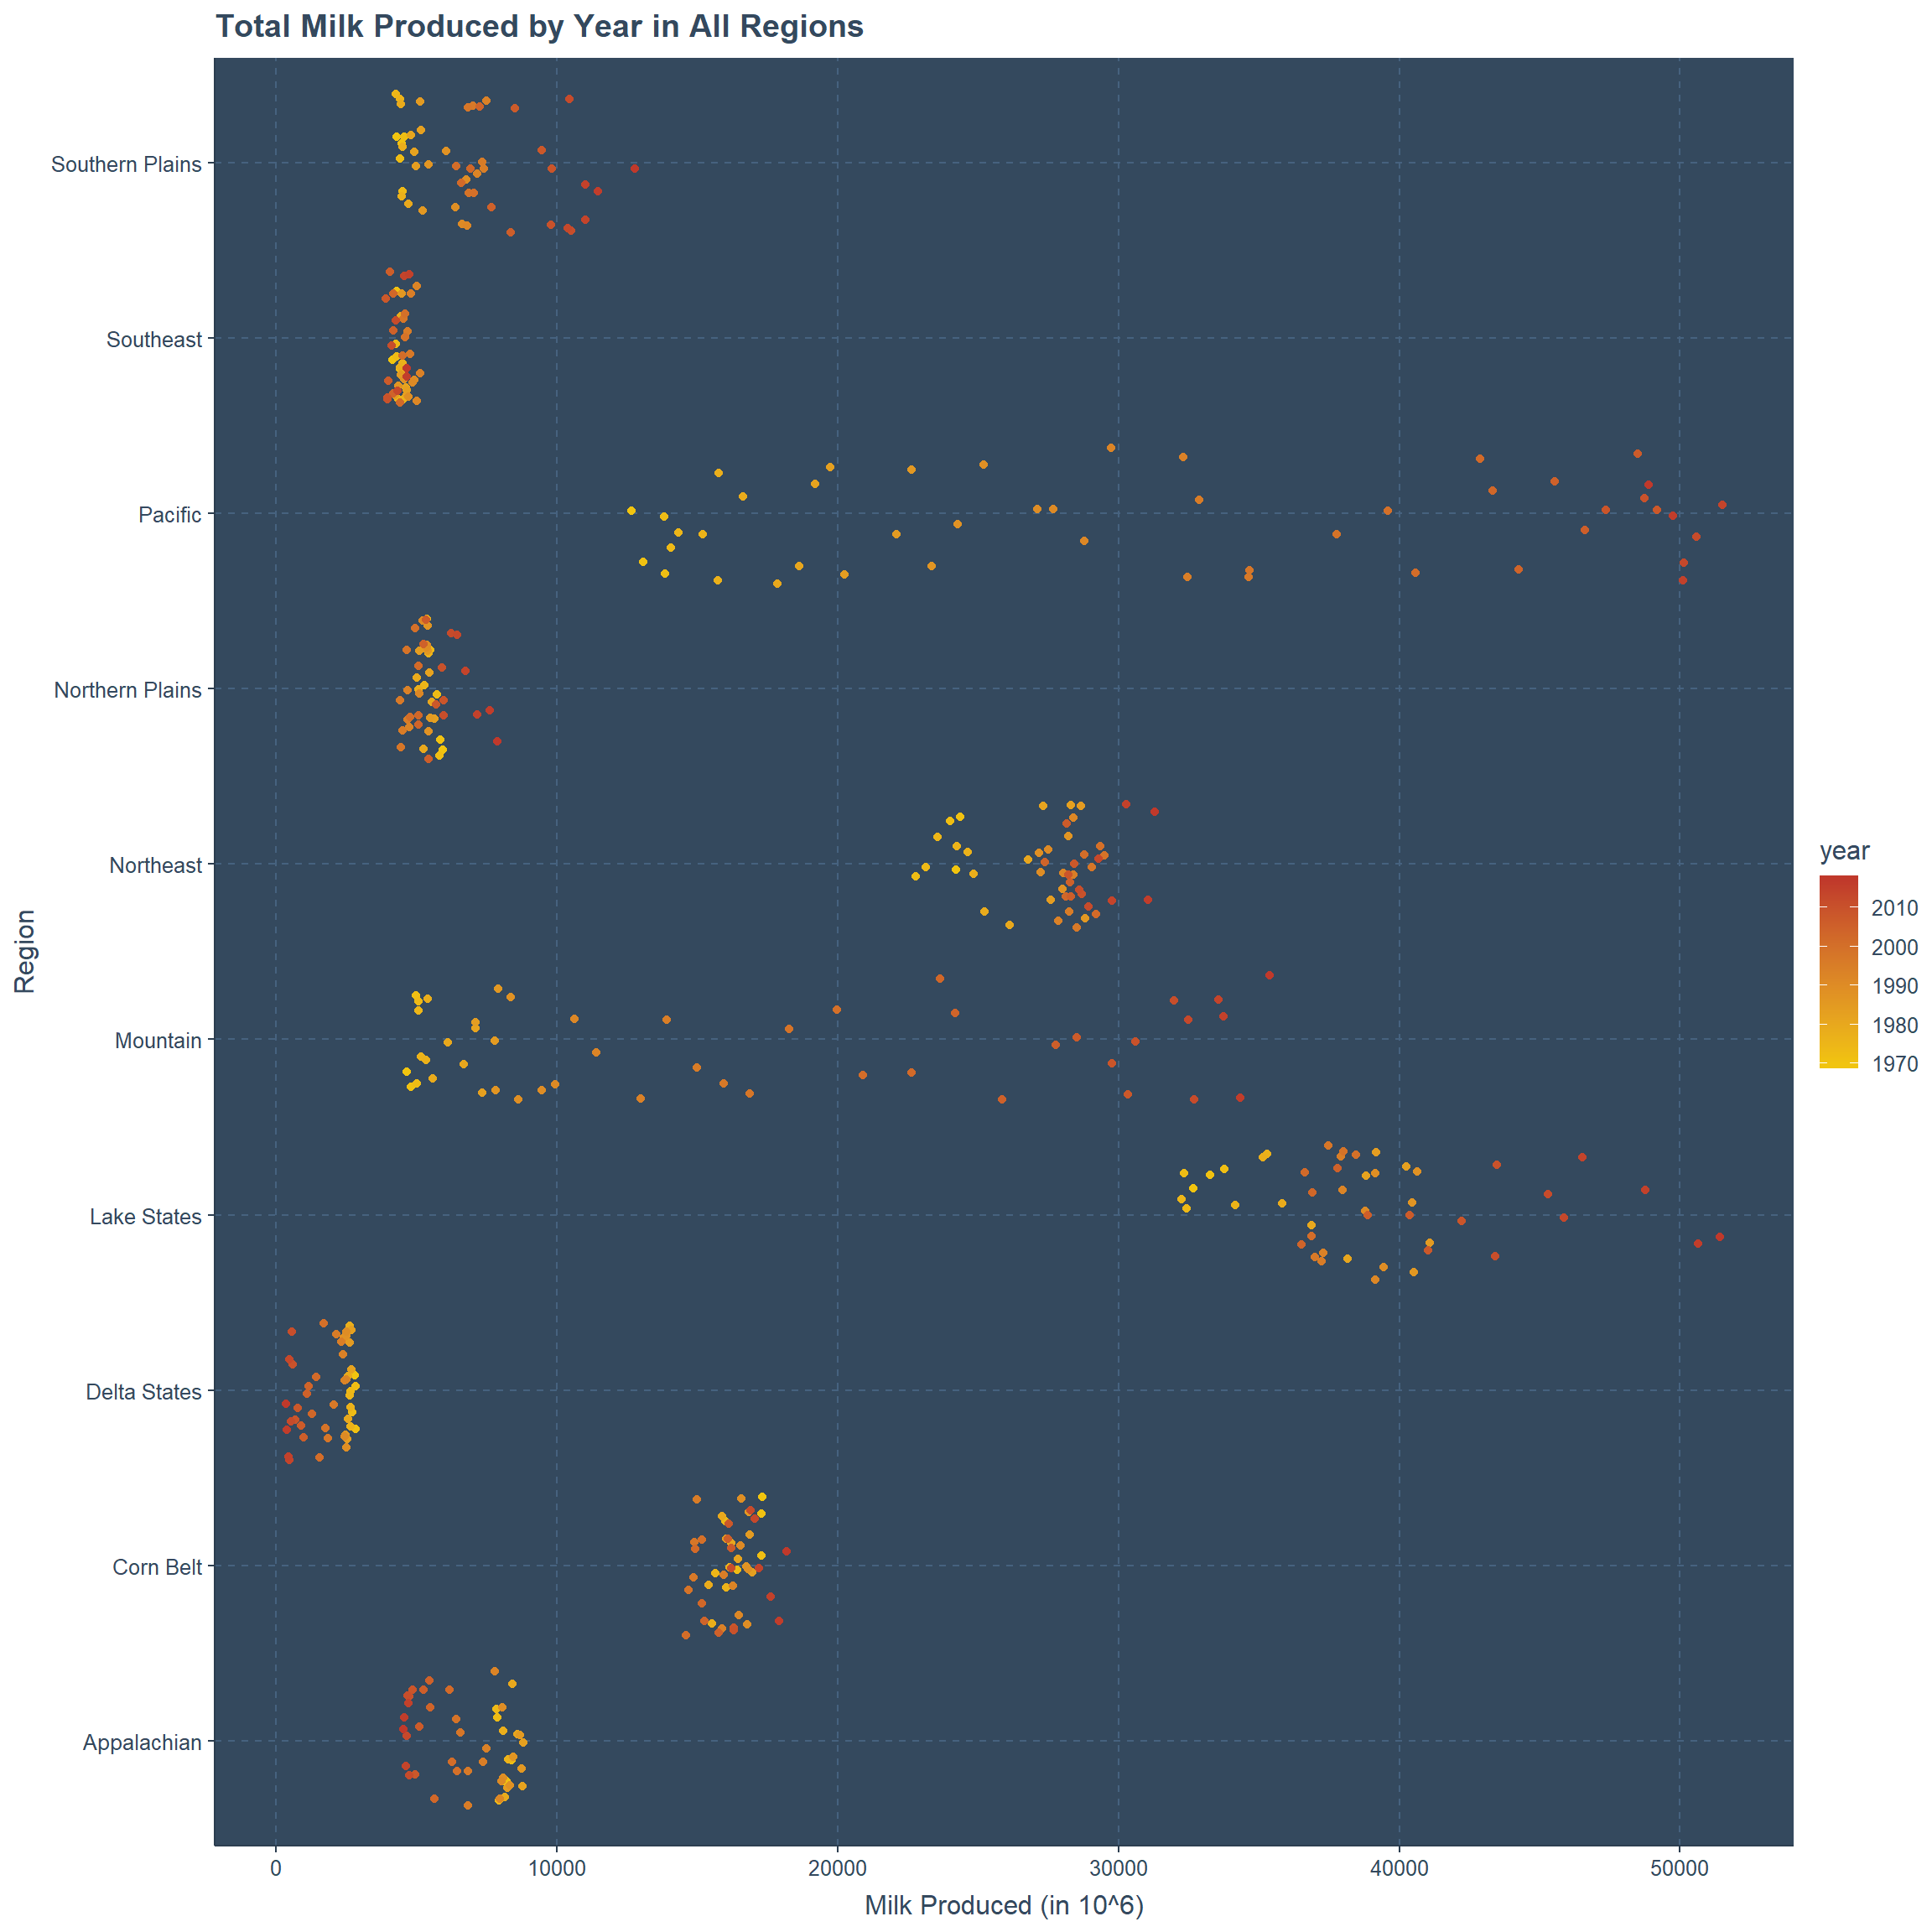 Total Milk Produced by Year in All Regions
Southern Plains
Southeast
Pacific
Northern Plains
Northeast
Mountain
Lake States
Delta States
Corn Belt
Appalachian
Region
0 10000 20000 30000 40000 50000
Milk Produced (in 10^6)
year
2010
2000
1990
1980
1970